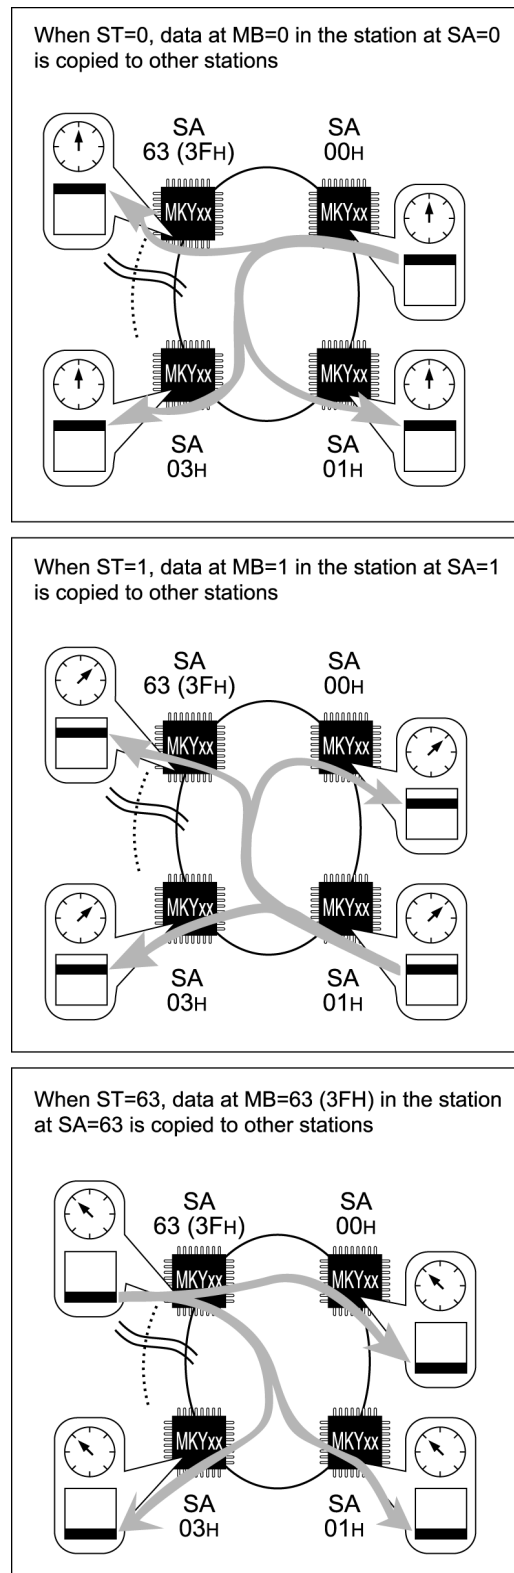 When ST=0, data at MB=0 in the station at SA=0
is copied to other stations
SA
63 (3FH)
SA
00H
MKYxx
MKYxx
MKYxx
MKYxx
SA
03H
SA
01H
When ST=1, data at MB=1 in the station at SA=1
is copied to other stations
SA
63 (3FH)
SA
00H
MKYxx
MKYxx
MKYxx
MKYxx
SA
03H
SA
01H
When ST=63, data at MB=63 (3FH) in the station
at SA=63 is copied to other stations
SA
63 (3FH)
SA
00H
MKYxx
MKYxx
MKYxx
MKYxx
SA
03H
SA
01H